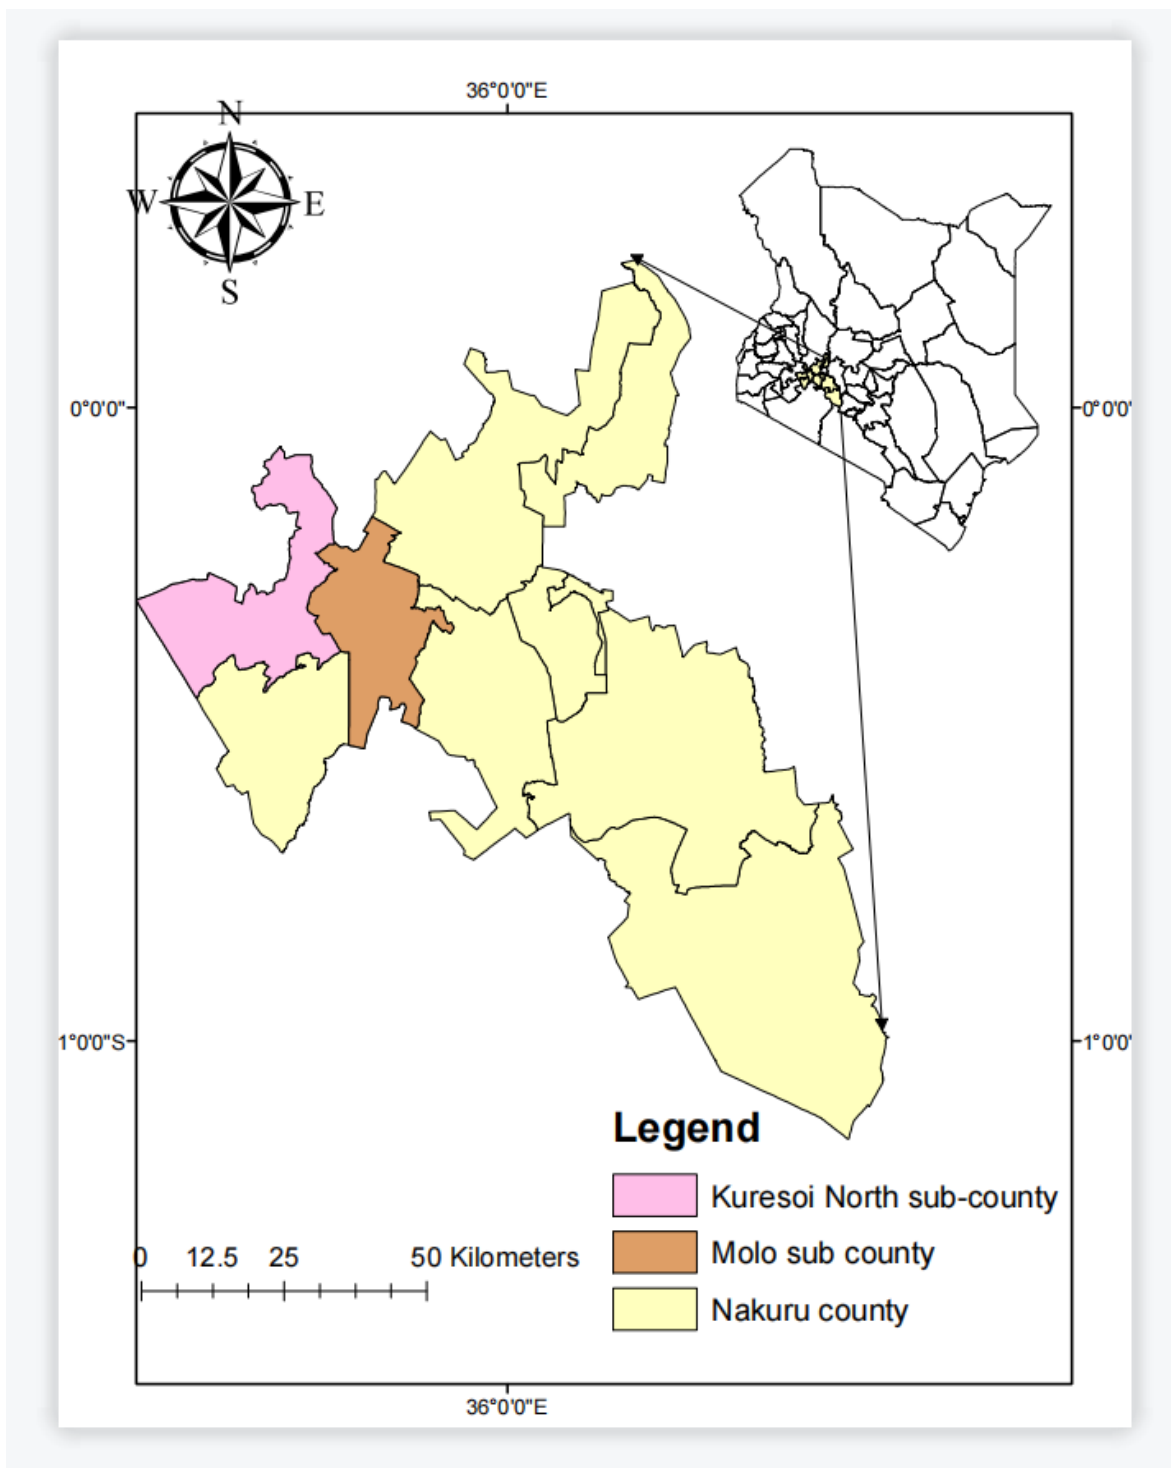 36°0'0"E
N
W E
S
0°0'0" 0°0'0'
1°0'0"S 1°0'0'
Legend
Kuresoi North sub-county
0 12.5 25 50 Kilometers
Molo sub county
Nakuru county
36°0'0"E